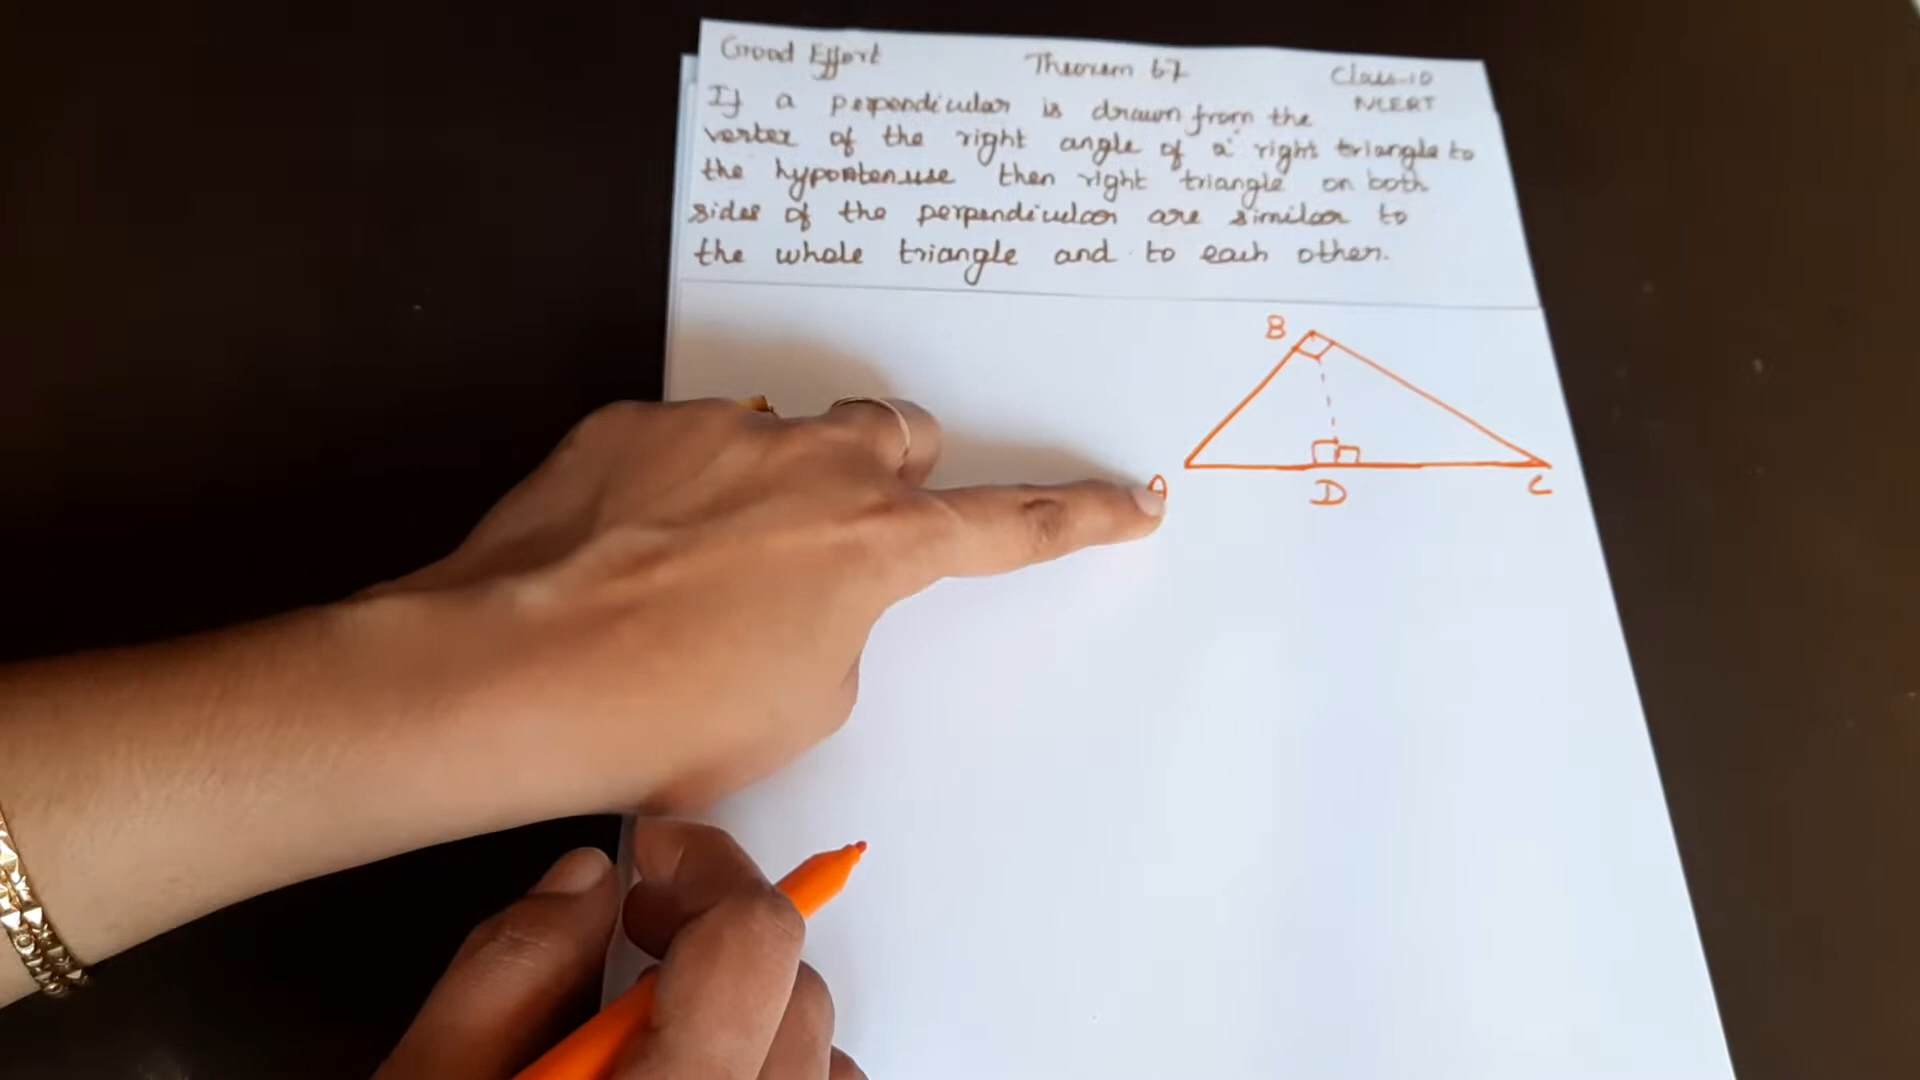 Good Effort Theorem 6.7 Class-10
NCERT
If a perpendicular is drawn from the
vertex of the right angle of a right triangle to
the hypontenuse then right triangle on both
sides of the perpendicular are similar to
the whole triangle and to each other.
B
A D C